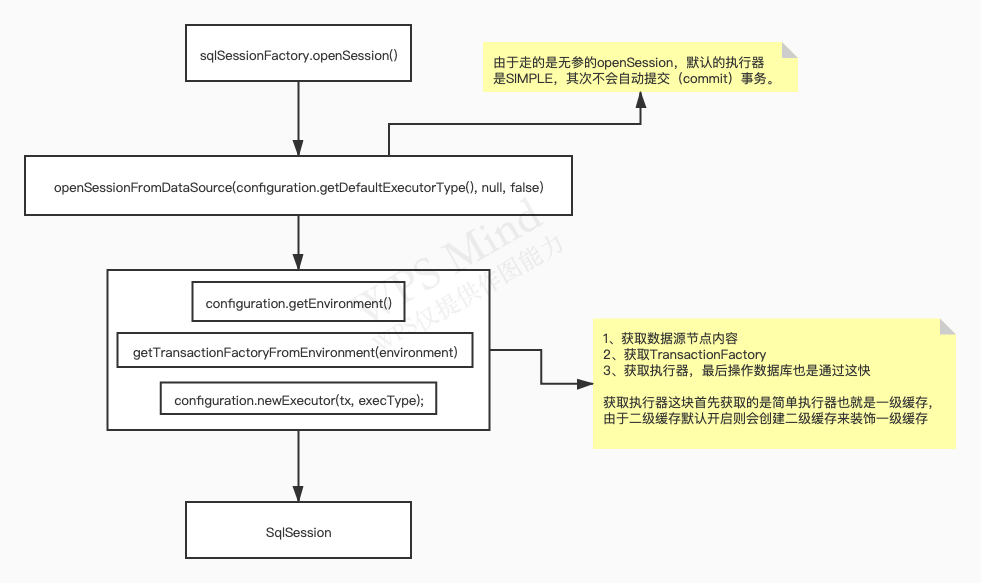 sqlSessionFactory.openSession()
由于走的是无参的openSession，默认的执行器
是SIMPLE，其次不会自动提交（commit）事务。
openSessionFromDataSource(configuration.getDefaultExecutorType(), null, false)
WPS Mind
WPS仅提供作图能力
configuration.getEnvironment()
getTransactionFactoryFromEnvironment(environment)
configuration.newExecutor(tx, execType);
1、获取数据源节点内容
2、获取TransactionFactory
3、获取执行器，最后操作数据库也是通过这快
获取执行器这块首先获取的是简单执行器也就是一级缓存，
由于二级缓存默认开启则会创建二级缓存来装饰一级缓存
SqlSession